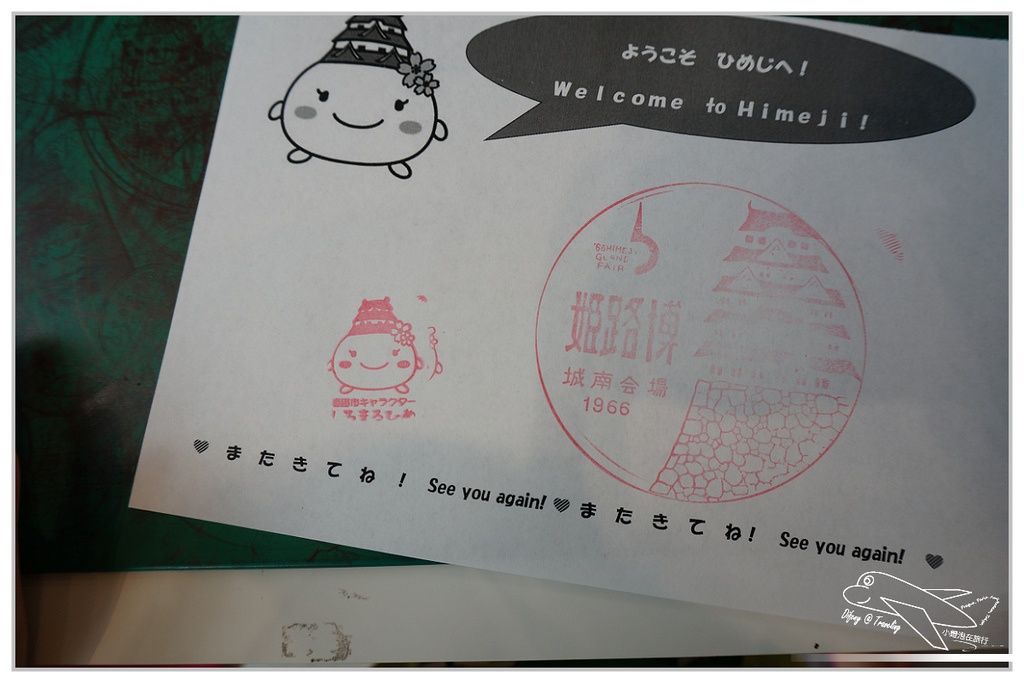 ようこそ ひめじへ!
Welcome to Himeji!
'66HIMEJI
GLAND
FAIR
姫路博
城南会場
1966
姫路市キャラクター
しろまるひめ
♥ またきてね! See you again! ♥ またきてね! See you again! ♥
Difeny @ Traveling
小環泡在旅行